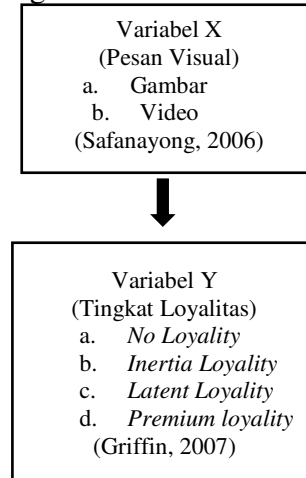 Variabel X
(Pesan Visual)
a. Gambar
b. Video
(Safanayong, 2006)
Variabel Y
(Tingkat Loyalitas)
a. No Loyality
b. Inertia Loyality
c. Latent Loyality
d. Premium loyality
(Griffin, 2007)